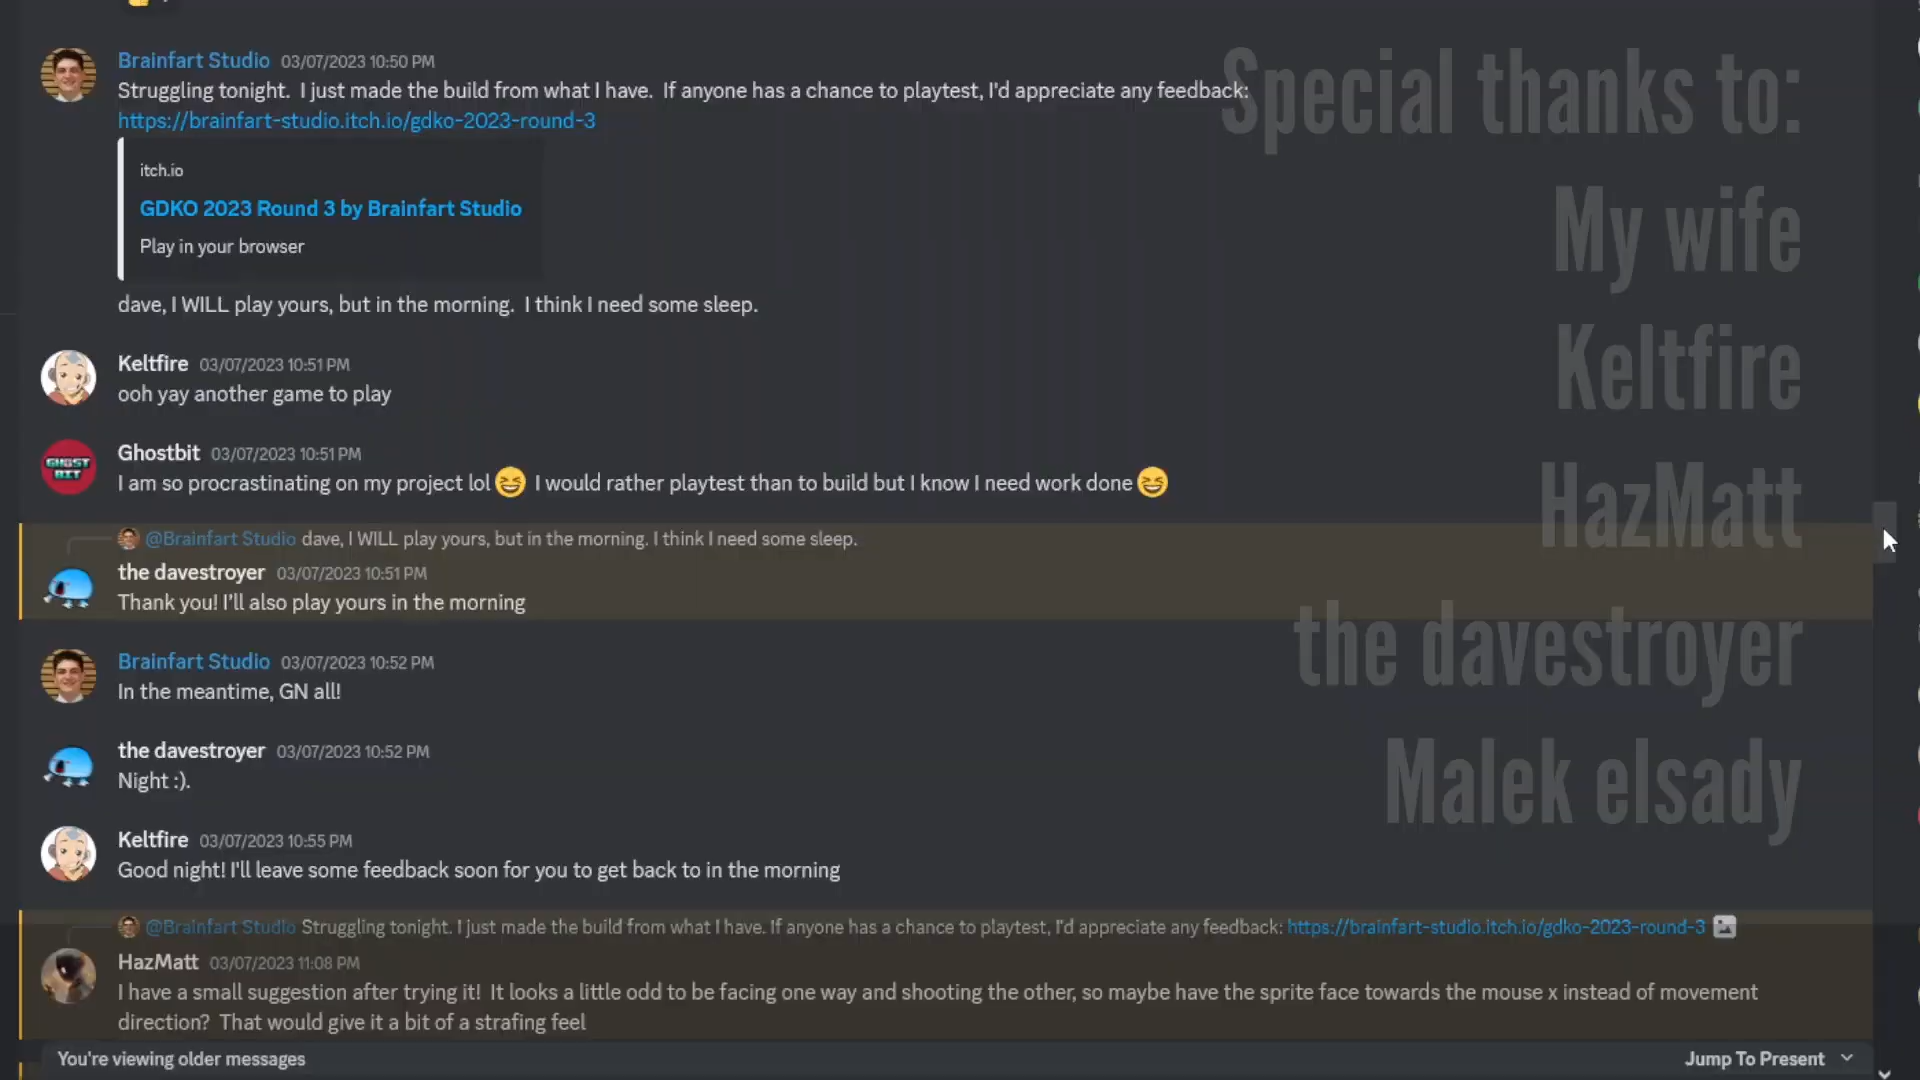 Brainfart Studio 03/07/2023 10:50 PM
Struggling tonight. I just made the build from what I have. If anyone has a chance to playtest, I'd appreciate any feedback:
https://brainfart-studio.itch.io/gdko-2023-round-3
itch.io
GDKO 2023 Round 3 by Brainfart Studio
Play in your browser
dave, I WILL play yours, but in the morning. I think I need some sleep.
Keltfire 03/07/2023 10:51 PM
ooh yay another game to play
GHOST
BIT
Ghostbit 03/07/2023 10:51 PM
I am so procrastinating on my project lol😆 I would rather playtest than to build but I know I need work done😆
@Brainfart Studio dave, I WILL play yours, but in the morning. I think I need some sleep.
the davestroyer 03/07/2023 10:51 PM
Thank you! I'll also play yours in the morning
Brainfart Studio 03/07/2023 10:52 PM
In the meantime, GN all!
the davestroyer 03/07/2023 10:52 PM
Night :).
Keltfire 03/07/2023 10:55 PM
Good night! I'll leave some feedback soon for you to get back to in the morning
@Brainfart Studio Struggling tonight. I just made the build from what I have. If anyone has a chance to playtest, I'd appreciate any feedback: https://brainfart-studio.itch.io/gdko-2023-round-3
HazMatt 03/07/2023 11:08 PM
I have a small suggestion after trying it! It looks a little odd to be facing one way and shooting the other, so maybe have the sprite face towards the mouse x instead of movement
direction? That would give it a bit of a strafing feel
You're viewing older messages
Jump To Present
Special thanks to:
My wife
Keltfire
HazMatt
the davestroyer
Malek elsady